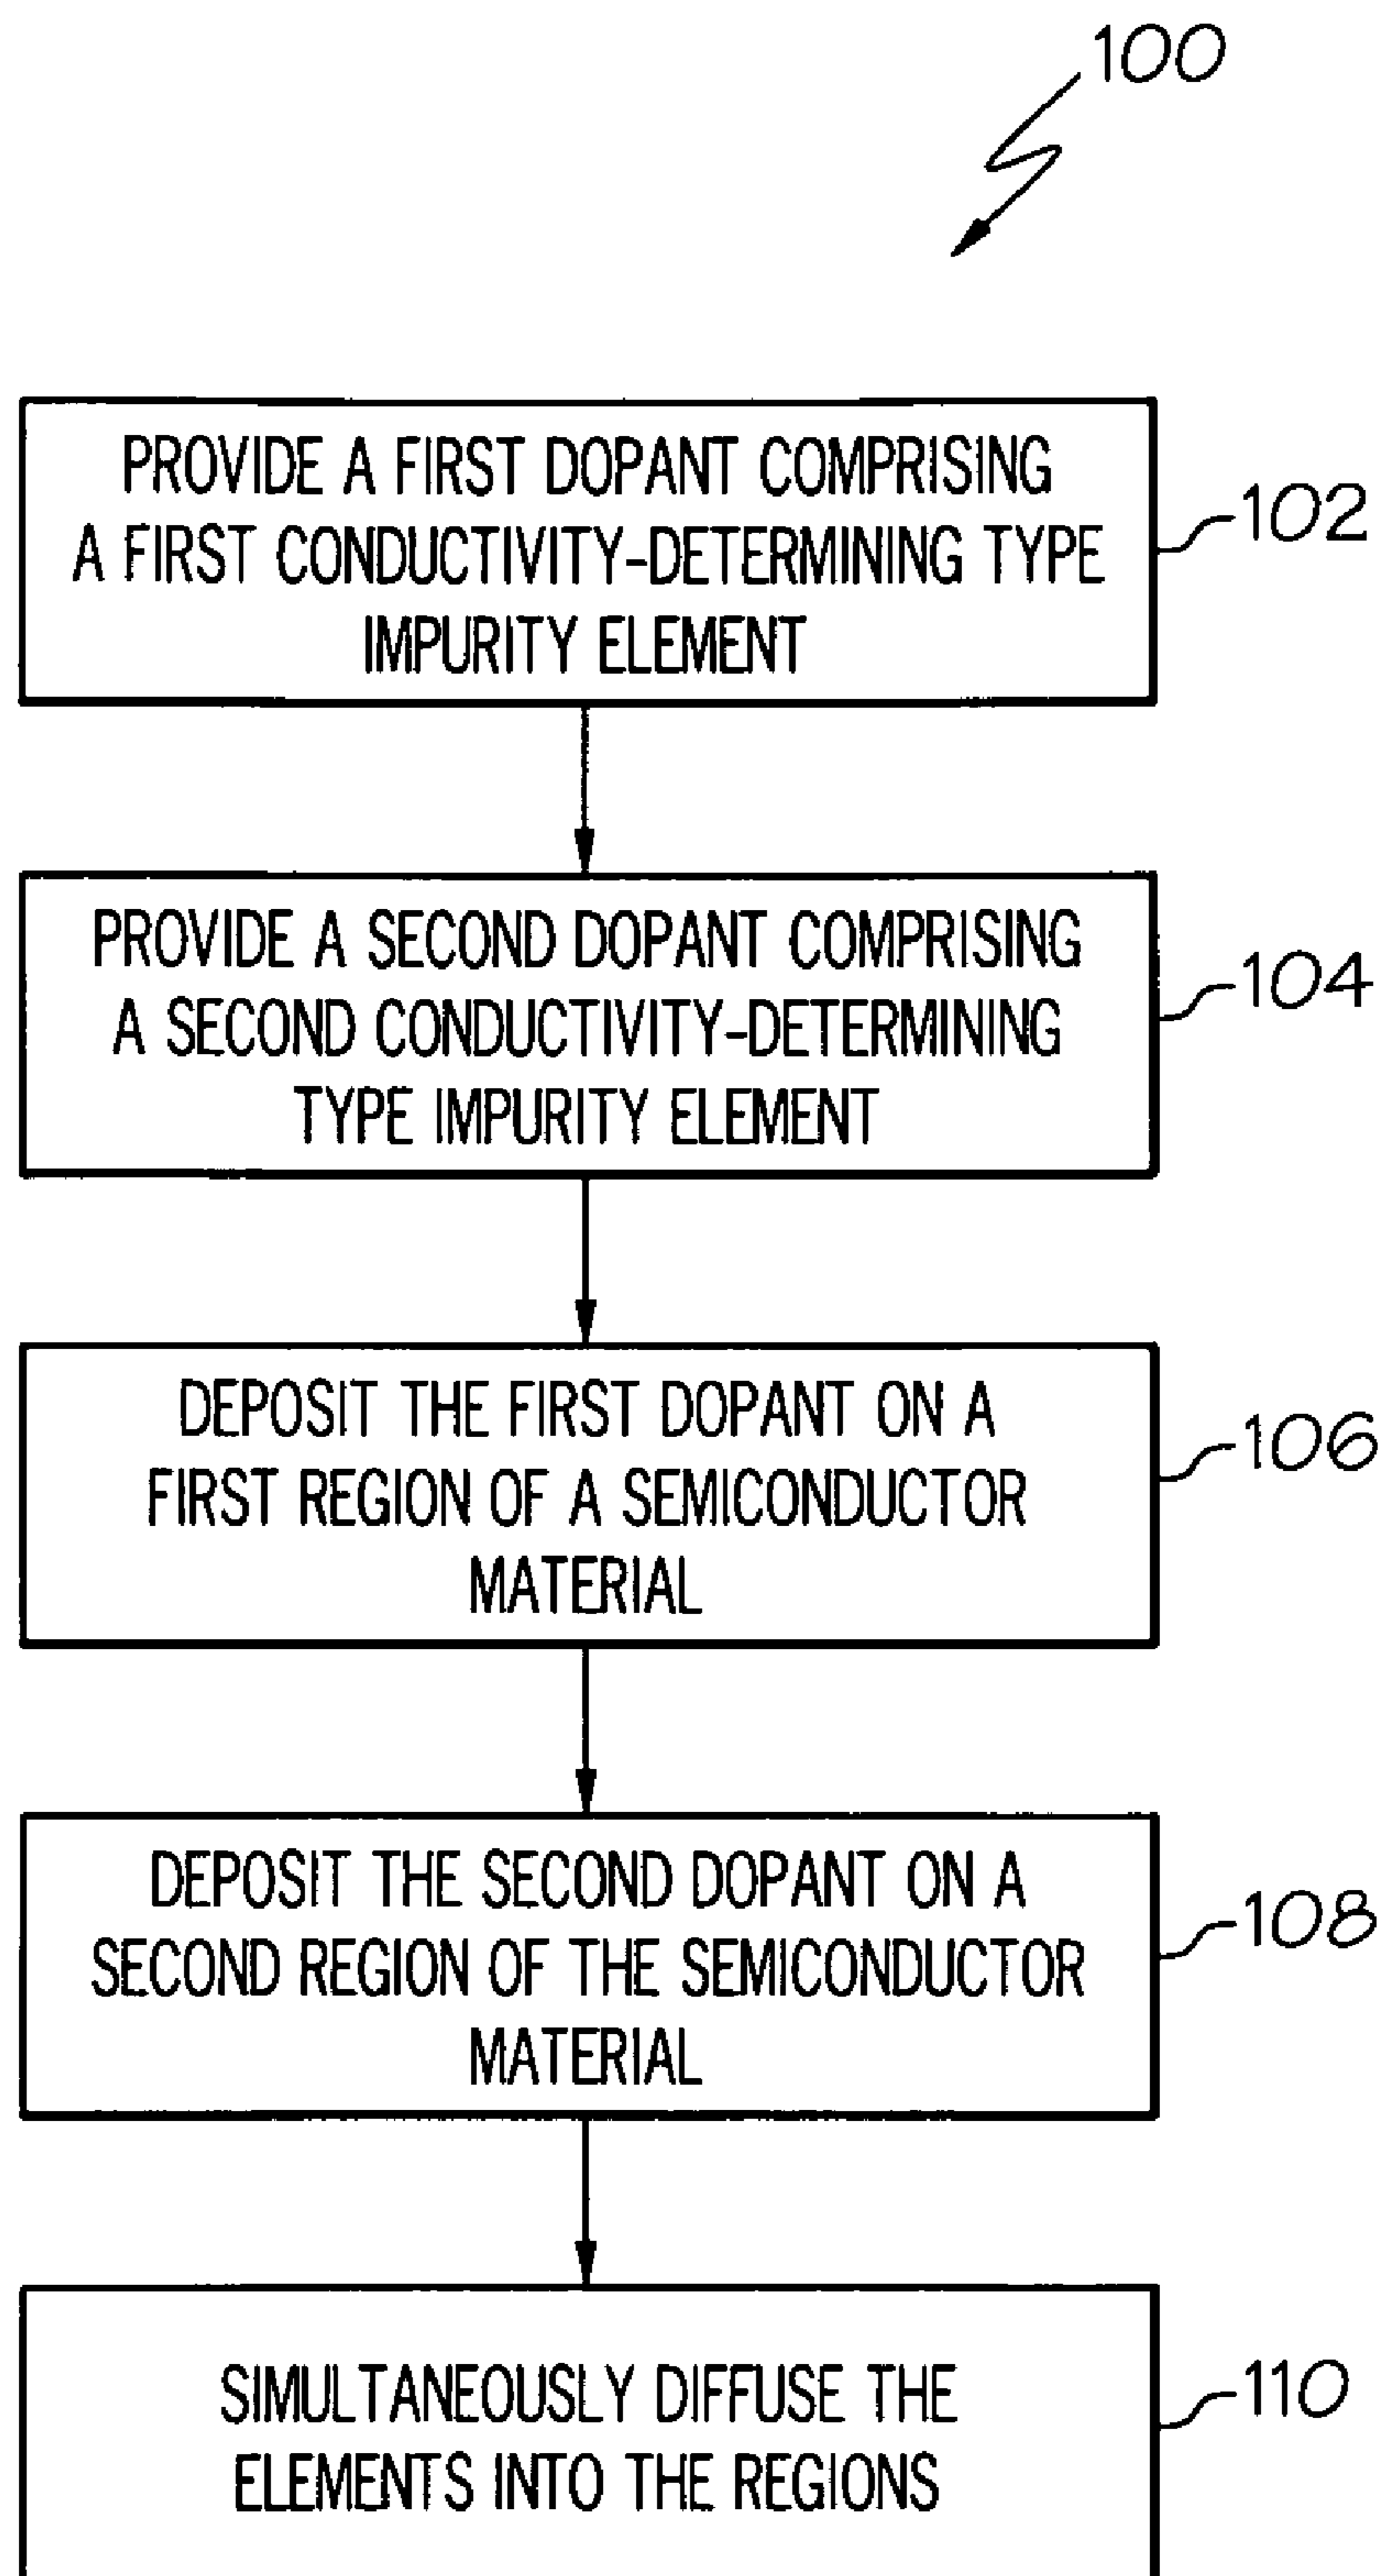 100
PROVIDE A FIRST DOPANT COMPRISING
A FIRST CONDUCTIVITY-DETERMINING TYPE
IMPURITY ELEMENT
102
PROVIDE A SECOND DOPANT COMPRISING
A SECOND CONDUCTIVITY-DETERMINING
TYPE IMPURITY ELEMENT
104
DEPOSIT THE FIRST DOPANT ON A
FIRST REGION OF A SEMICONDUCTOR
MATERIAL
106
DEPOSIT THE SECOND DOPANT ON A
SECOND REGION OF THE SEMICONDUCTOR
MATERIAL
108
SIMULTANEOUSLY DIFFUSE THE
ELEMENTS INTO THE REGIONS
110